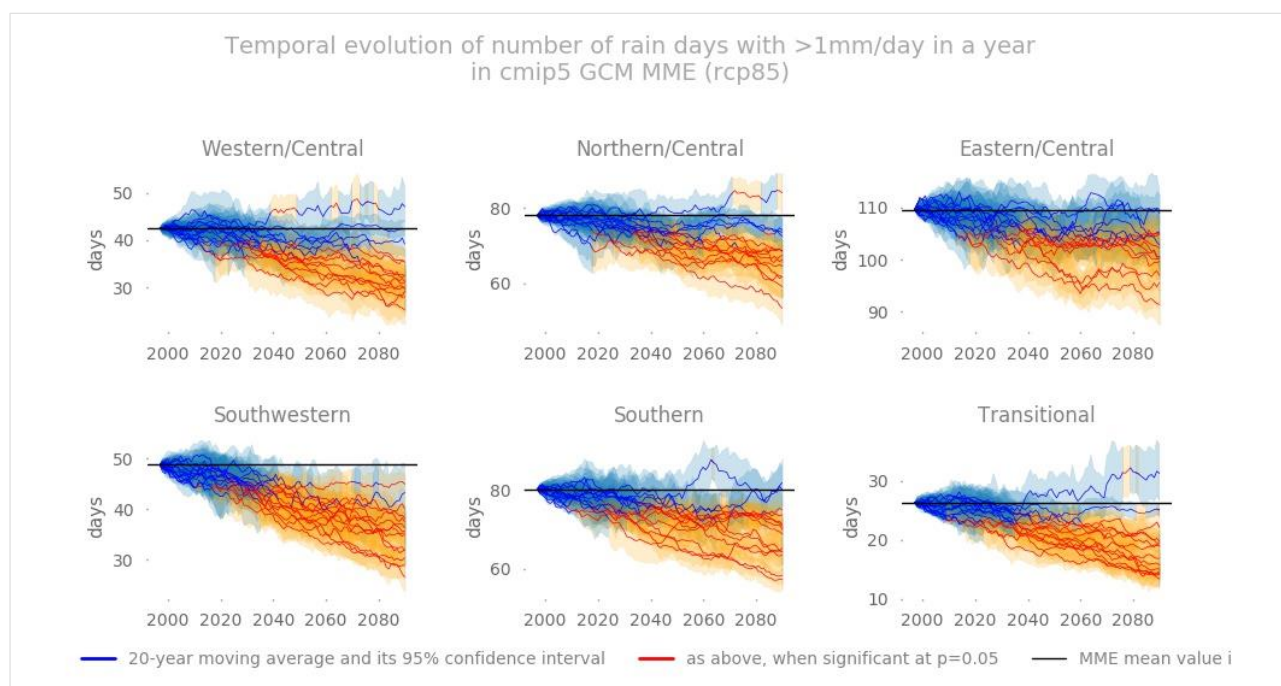 Temporal evolution of number of rain days with >1mm/day in a year
in cmip5 GCM MME (rcp85)
Western/Central
Northern/Central
Eastern/Central
days
50
40
30
2000 2020 2040 2060 2080
days
80
60
2000 2020 2040 2060 2080
days
110
100
90
2000 2020 2040 2060 2080
Southwestern
Southern
Transitional
days
50
40
30
2000 2020 2040 2060 2080
days
80
60
2000 2020 2040 2060 2080
days
30
20
10
2000 2020 2040 2060 2080
20-year moving average and its 95% confidence interval
as above, when significant at p=0.05
MME mean value i